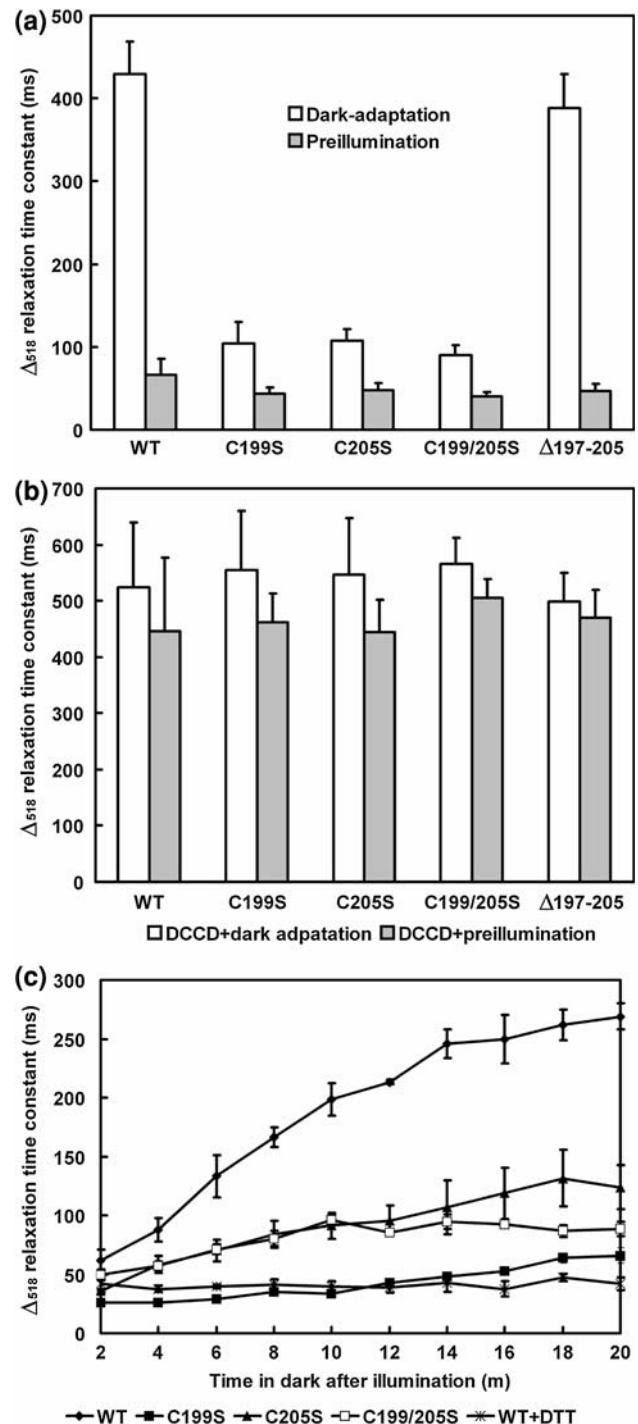 (a)
Δ518 relaxation time constant (ms)
500
400
300
200
100
0
Dark-adaptation
Preillumination
WT C199S C205S C199/205S Δ197-205
(b)
Δ518 relaxation time constant (ms)
700
600
500
400
300
200
100
0
WT C199S C205S C199/205S Δ197-205
DCCD+dark adpatation DCCD+preillumination
(c)
Δ518 relaxation time constant (ms)
300
250
200
150
100
50
0
2 4 6 8 10 12 14 16 18 20
Time in dark after illumination (m)
WT C199S C205S C199/205S WT+DTT